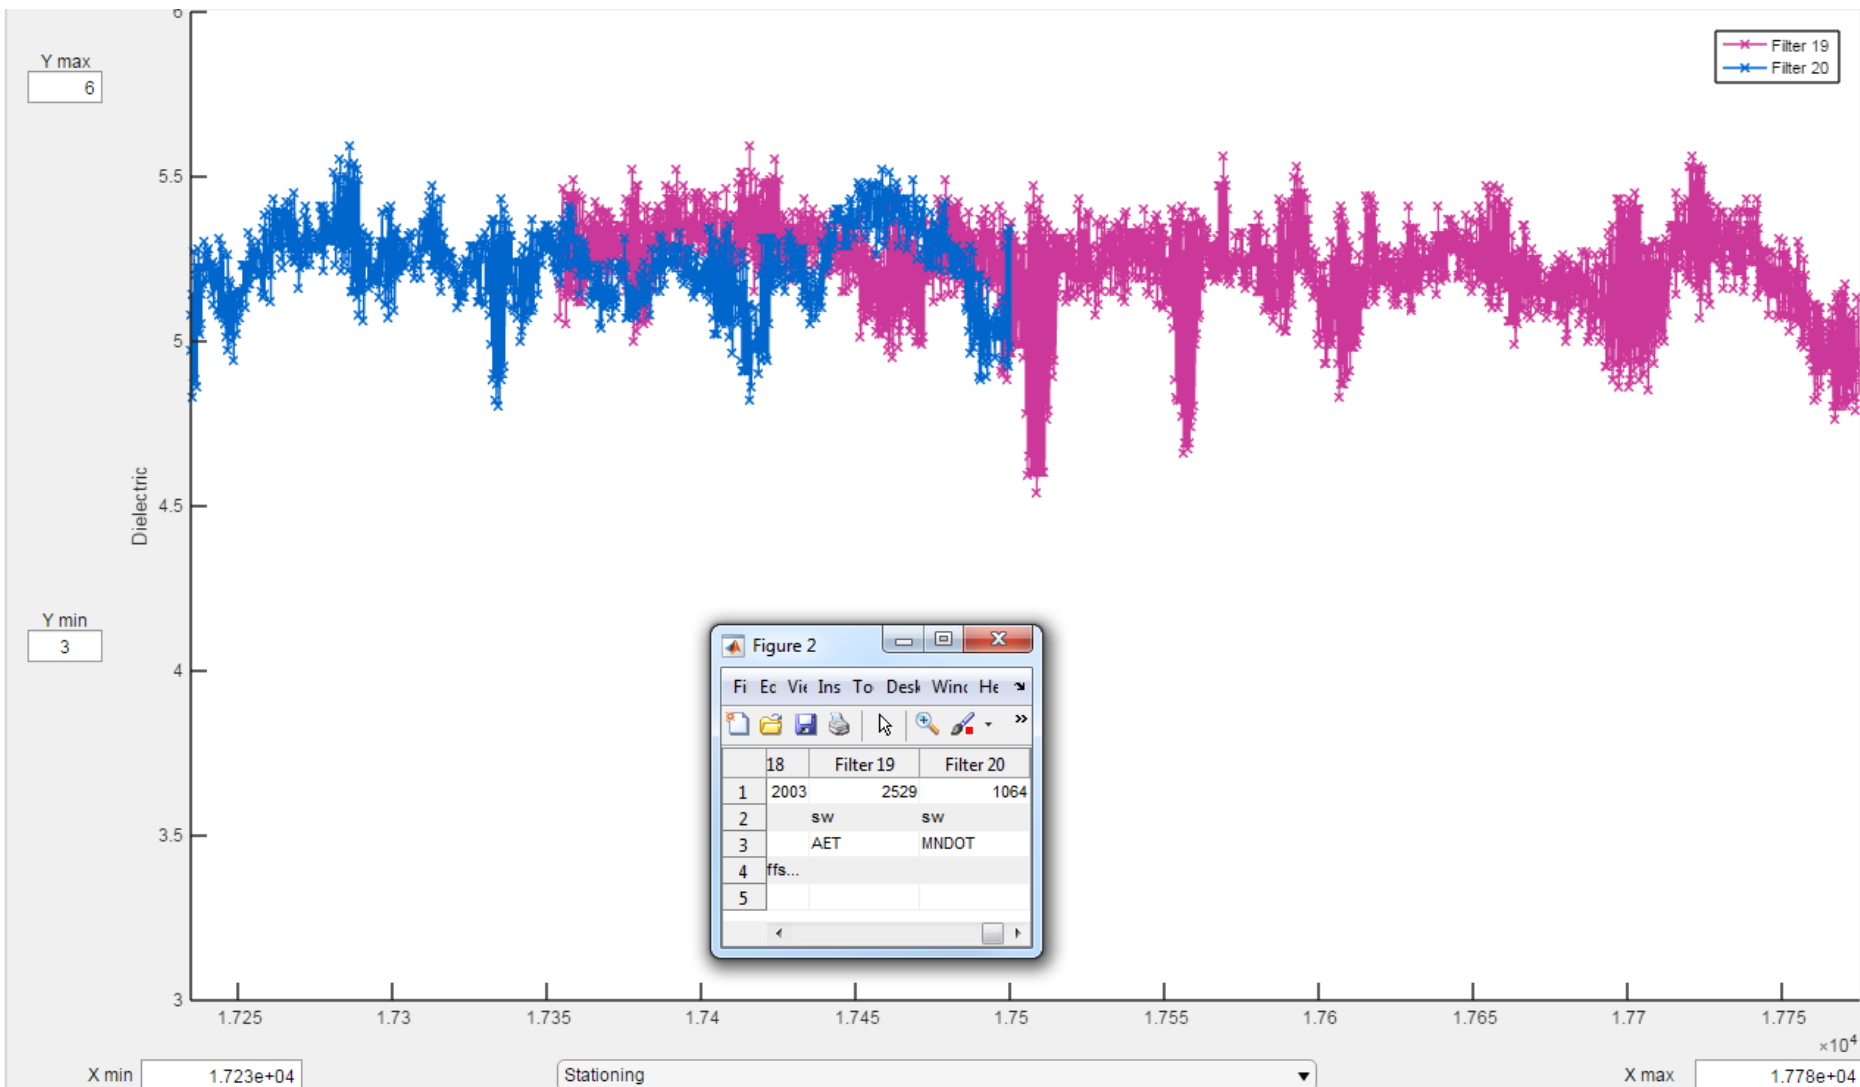 6
Filter 19
Filter 20
Y max
6
5.5
5
Dielectric
4.5
Y min
3
4
3.5
3
Figure 2
Fi Ec Vie Ins To Desk Winc He
18 Filter 19 Filter 20
1 2003 2529 1064
2 sw sw
3 AET MNDOT
4 ffs...
5
1.725 1.73 1.735 1.74 1.745 1.75 1.755 1.76 1.765 1.77 1.775
×10⁴
X min 1.723e+04 Stationing X max 1.778e+04